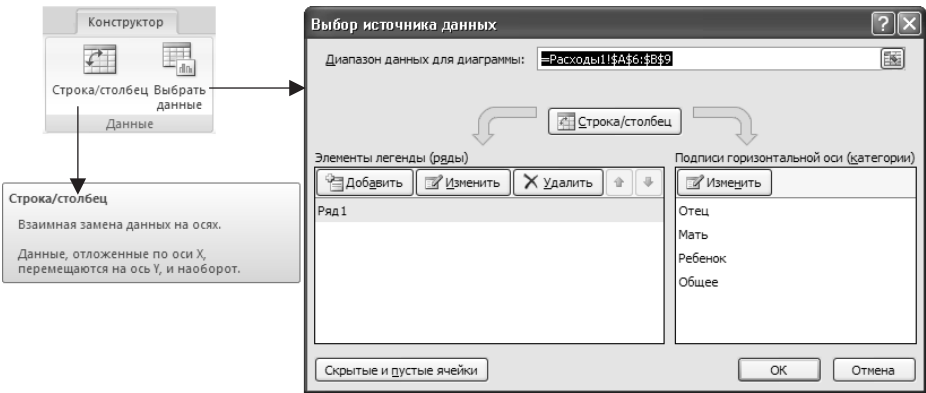 Конструктор
Строка/столбец
Выбрать данные
Данные
Строка/столбец
Взаимная замена данных на осях.
Данные, отложенные по оси X,
перемещаются на ось Y, и наоборот.
Выбор источника данных
Диапазон данных для диаграммы: =Расходы1!$A$6:$B$9
Строка/столбец
Элементы легенды (ряды)
Добавить Изменить Удалить
Ряд1
Подписи горизонтальной оси (категории)
Изменить
Отец
Мать
Ребенок
Общее
Скрытые и пустые ячейки
ОК Отмена